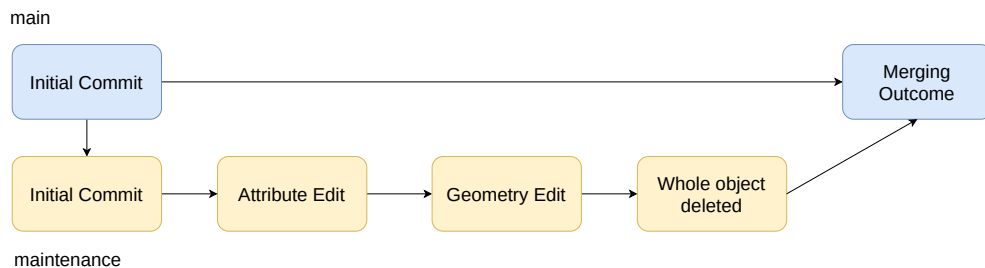 main
Initial Commit
Merging
Outcome
Initial Commit
Attribute Edit
Geometry Edit
Whole object
deleted
maintenance